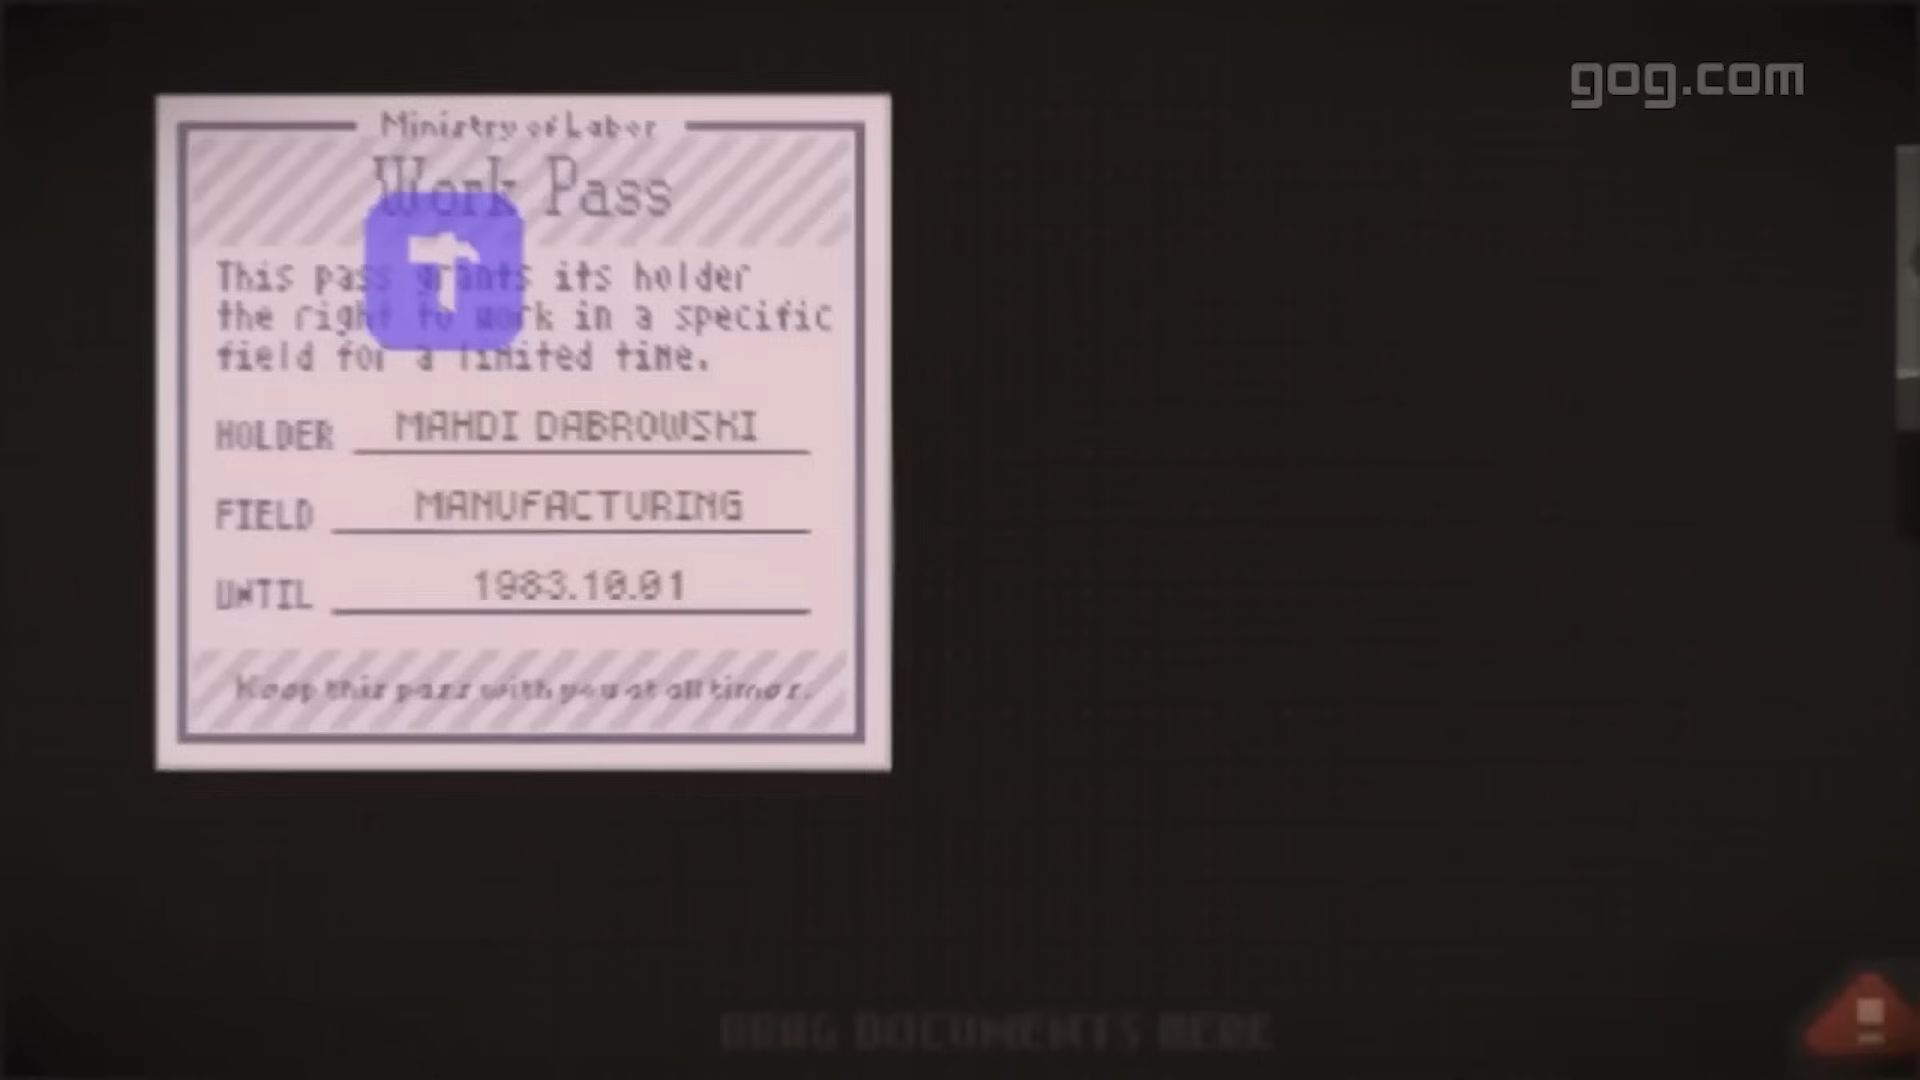 gog.com
Ministry of Labor
Work Pass
This pass grants its holder
the right to work in a specific
field for a limited time.
HOLDER MAHDI DABROWSKI
FIELD MANUFACTURING
UNTIL 1983.10.01
Keep this pass with you at all times.
DRAG DOCUMENTS HERE